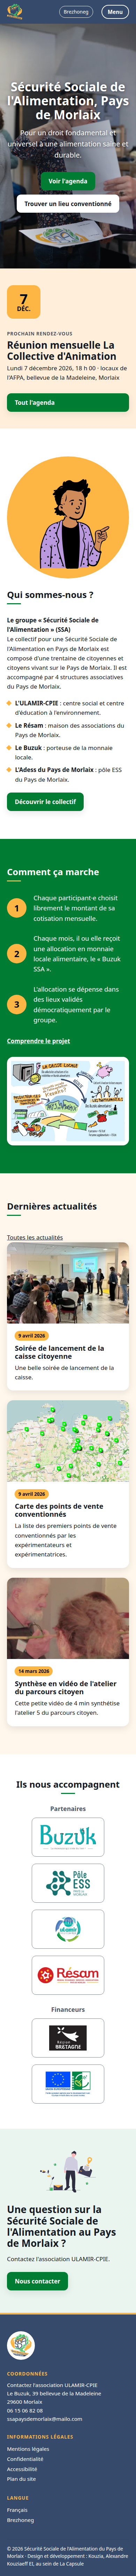 Brezhoneg
Menu
Sécurité Sociale de
l'Alimentation, Pays
de Morlaix
Pour un droit fondamental et
universel à une alimentation saine et
durable.
Voir l'agenda
Trouver un lieu conventionné
7
DÉC.
PROCHAIN RENDEZ-VOUS
Réunion mensuelle La
Collective d'Animation
Lundi 7 décembre 2026, 18 h 00 · locaux de
l'AFPA, bellevue de la Madeleine, Morlaix
Tout l'agenda
Qui sommes-nous ?
Le groupe « Sécurité Sociale de
l'Alimentation » (SSA)
Le collectif pour une Sécurité Sociale de
l'Alimentation en Pays de Morlaix est
composé d'une trentaine de citoyennes et
citoyens vivant sur le Pays de Morlaix. Il est
accompagné par 4 structures associatives
du Pays de Morlaix.
L'ULAMIR-CPIE : centre social et centre
d'éducation à l'environnement.
Le Résam : maison des associations du
Pays de Morlaix.
Le Buzuk : porteuse de la monnaie
locale.
L'Adess du Pays de Morlaix : pôle ESS
du Pays de Morlaix.
Découvrir le collectif
Comment ça marche
1
Chaque participant·e choisit
librement le montant de sa
cotisation mensuelle.
2
Chaque mois, il ou elle reçoit
une allocation en monnaie
locale alimentaire, le « Buzuk
SSA ».
3
L'allocation se dépense dans
des lieux validés
démocratiquement par le
groupe.
Comprendre le projet
LA CAISSE LOCALE
Dernières actualités
Toutes les actualités
9 avril 2026
Soirée de lancement de la
caisse citoyenne
Une belle soirée de lancement de la
caisse.
9 avril 2026
Carte des points de vente
conventionnés
La liste des premiers points de vente
conventionnés par les
expérimentateurs et
expérimentatrices.
14 mars 2026
Synthèse en vidéo de l'atelier
du parcours citoyen
Cette petite vidéo de 4 min synthétise
l'atelier 5 du parcours citoyen.
Ils nous accompagnent
Partenaires
Buzuk
Pôle
ESS
Résam
Financeurs
Région
BRETAGNE
Une question sur la
Sécurité Sociale de
l'Alimentation au Pays
de Morlaix ?
Contactez l'association ULAMIR-CPIE.
Nous contacter
COORDONNÉES
Contactez l'association ULAMIR-CPIE
Le Buzuk, 39 bellevue de la Madeleine
29600 Morlaix
06 15 06 82 08
ssapaysdemorlaix@mailo.com
INFORMATIONS LÉGALES
Mentions légales
Confidentialité
Accessibilité
Plan du site
LANGUE
Français
Brezhoneg
© 2026 Sécurité Sociale de l'Alimentation du Pays de
Morlaix · Design et développement : Kouzia, Alexandre
Kousiaeff EI, au sein de La Capsule